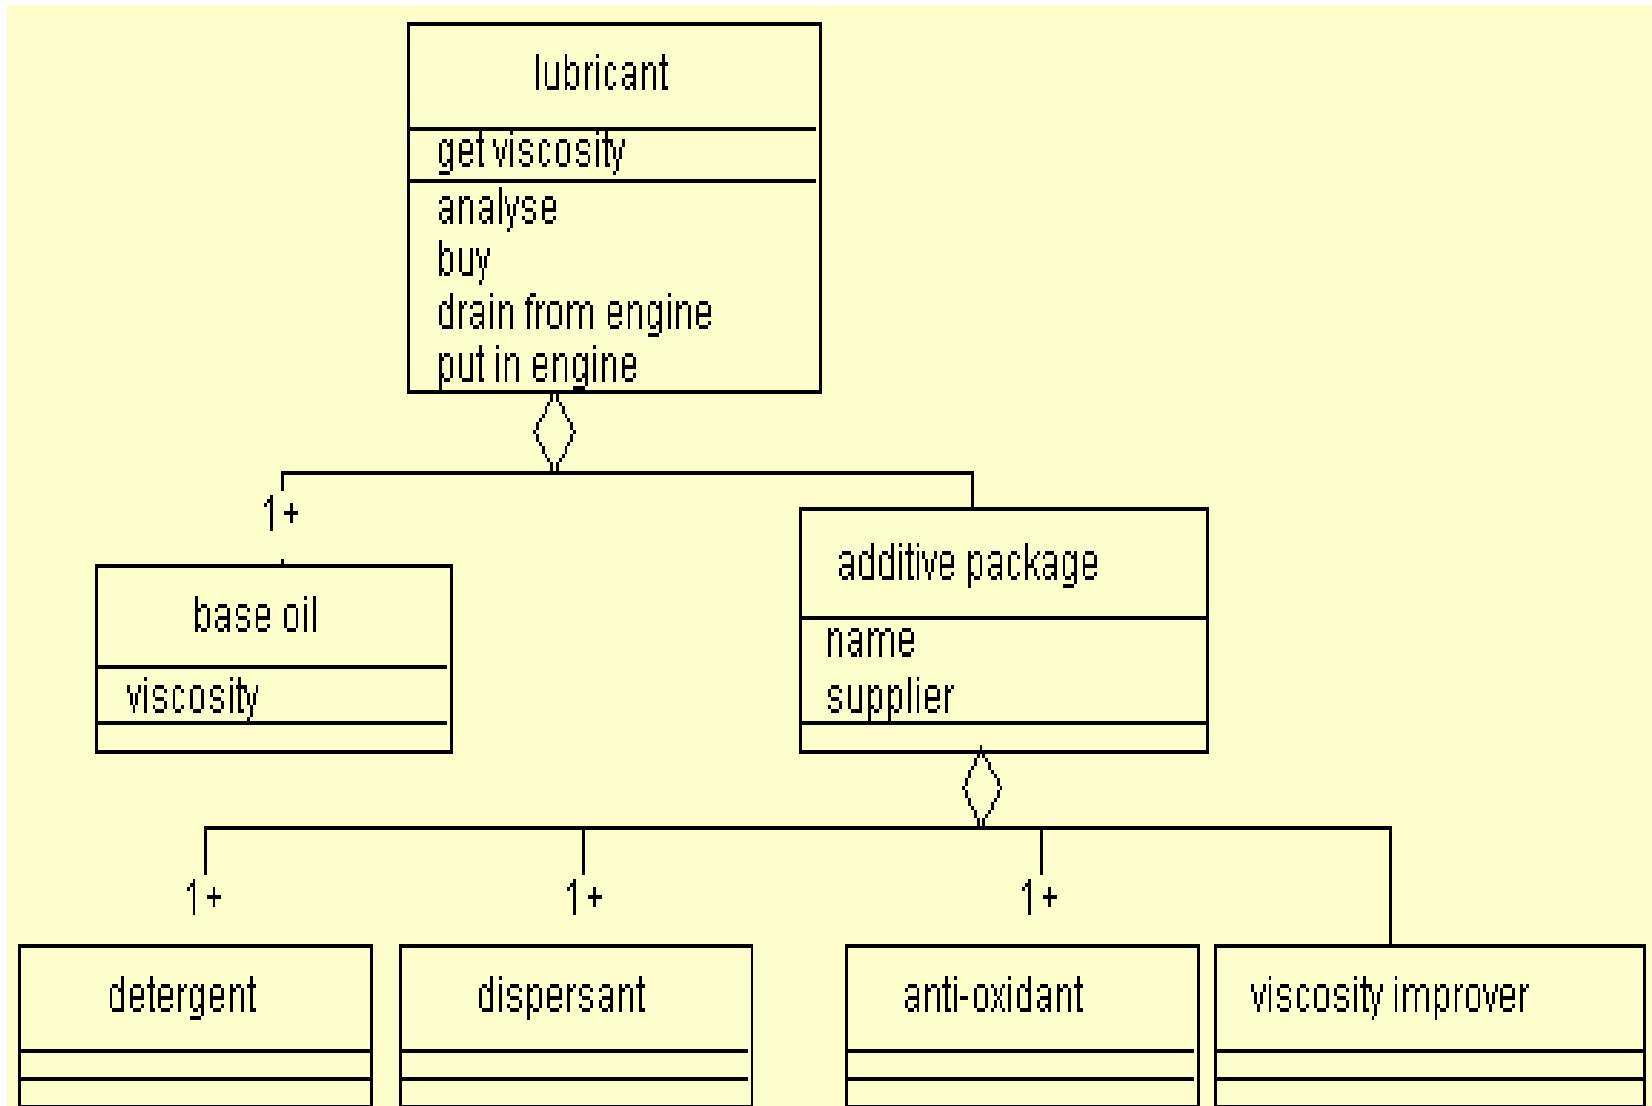 lubricant
get viscosity
analyse
buy
drain from engine
put in engine
1+
base oil
viscosity
additive package
name
supplier
1+
1+
1+
detergent
dispersant
anti-oxidant
viscosity improver